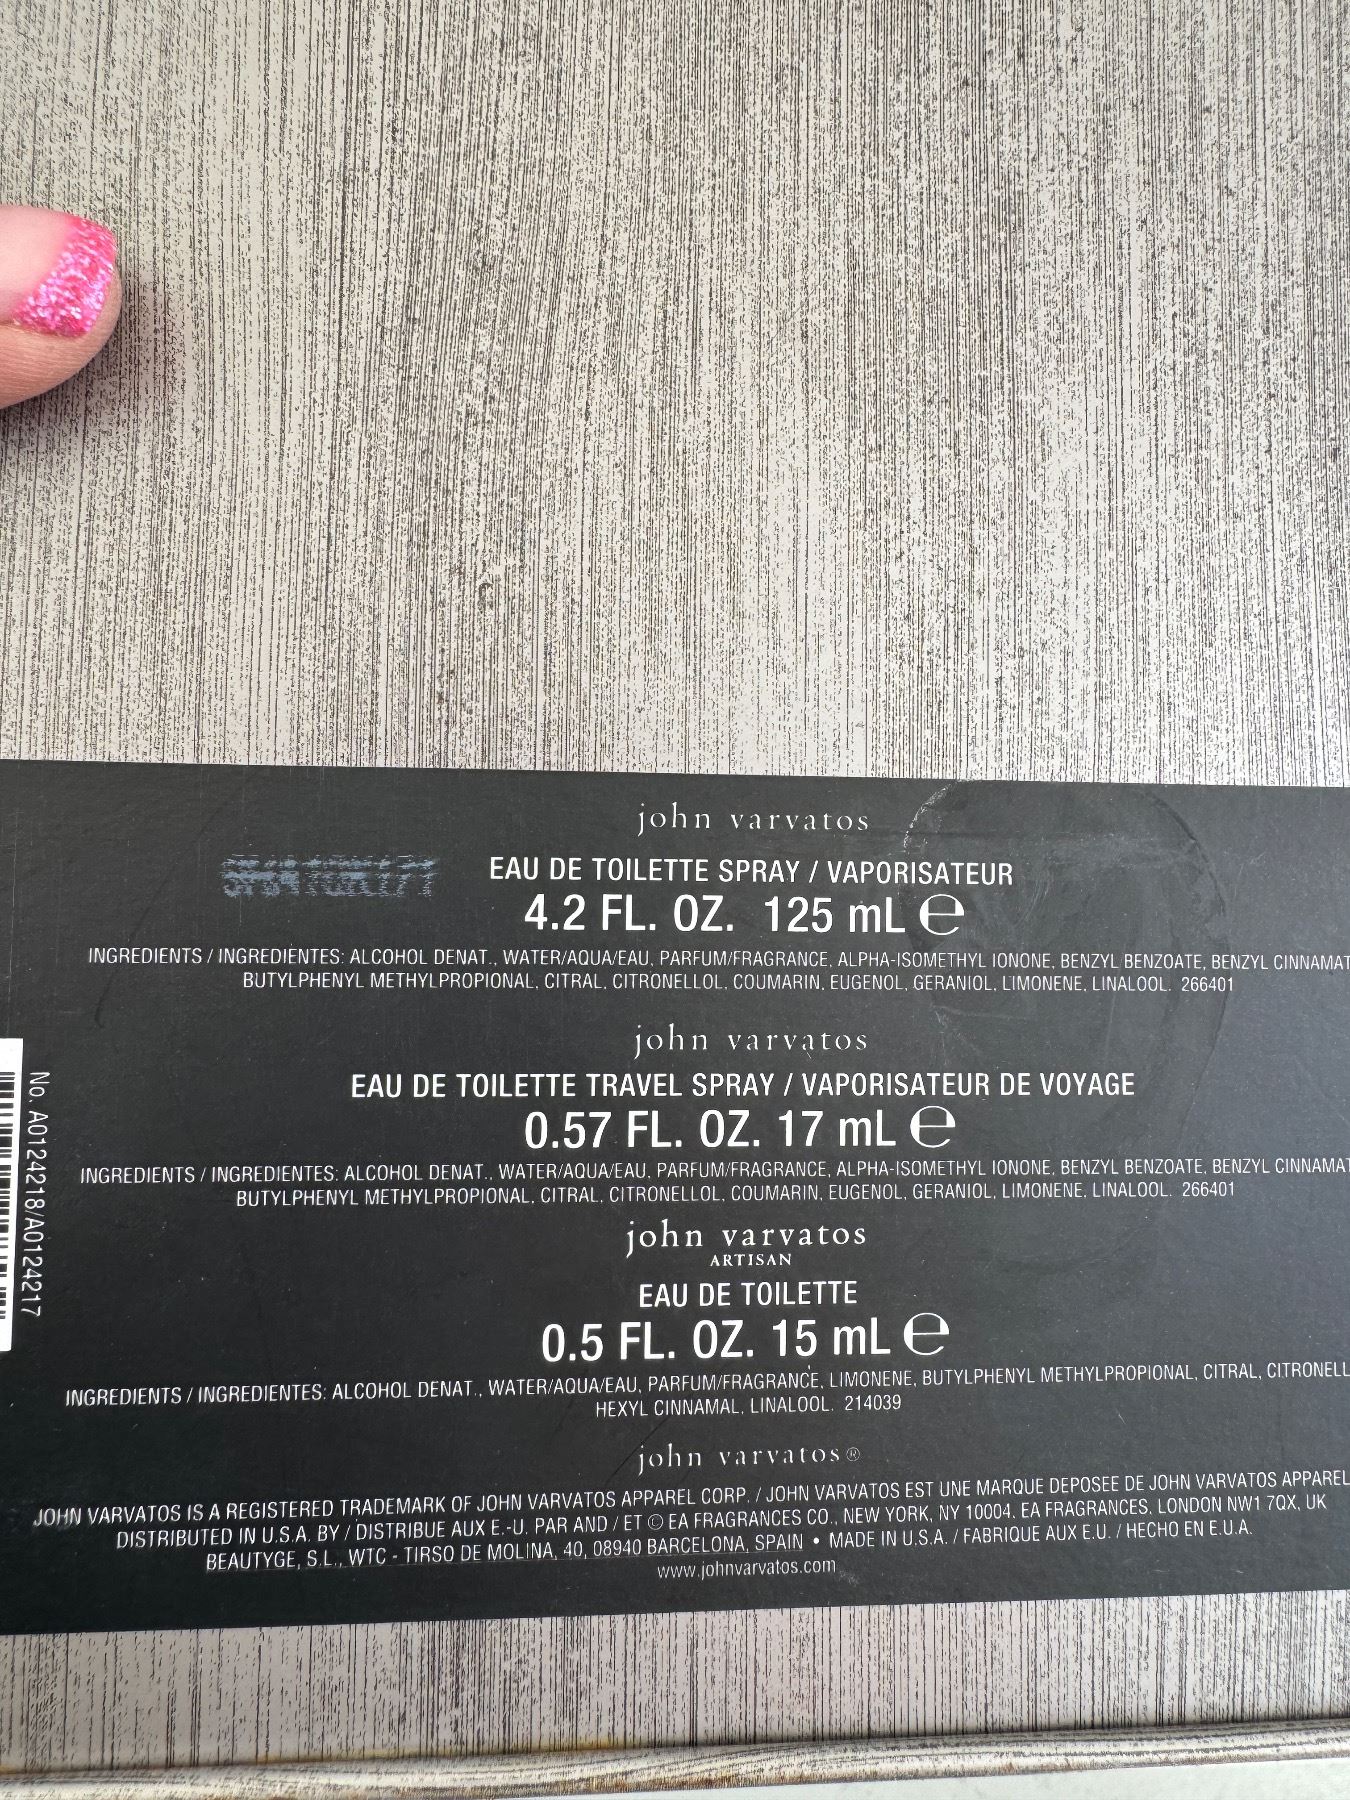 john varvatos
EAU DE TOILETTE SPRAY / VAPORISATEUR
4.2 FL. OZ. 125 mL ℮
INGREDIENTS / INGREDIENTES: ALCOHOL DENAT., WATER/AQUA/EAU, PARFUM/FRAGRANCE, ALPHA-ISOMETHYL IONONE, BENZYL BENZOATE, BENZYL CINNAMAT
BUTYLPHENYL METHYLPROPIONAL, CITRAL, CITRONELLOL, COUMARIN, EUGENOL, GERANIOL, LIMONENE, LINALOOL. 266401
john varvatos
EAU DE TOILETTE TRAVEL SPRAY / VAPORISATEUR DE VOYAGE
0.57 FL. OZ. 17 mL ℮
INGREDIENTS / INGREDIENTES: ALCOHOL DENAT., WATER/AQUA/EAU, PARFUM/FRAGRANCE, ALPHA-ISOMETHYL IONONE, BENZYL BENZOATE, BENZYL CINNAMAT
BUTYLPHENYL METHYLPROPIONAL, CITRAL, CITRONELLOL, COUMARIN, EUGENOL, GERANIOL, LIMONENE, LINALOOL. 266401
No. A0124218/A0124217
john varvatos
ARTISAN
EAU DE TOILETTE
0.5 FL. OZ. 15 mL ℮
INGREDIENTS / INGREDIENTES: ALCOHOL DENAT., WATER/AQUA/EAU, PARFUM/FRAGRANCE, LIMONENE, BUTYLPHENYL METHYLPROPIONAL, CITRAL, CITRONELL
HEXYL CINNAMAL, LINALOOL. 214039
john varvatos®
JOHN VARVATOS IS A REGISTERED TRADEMARK OF JOHN VARVATOS APPAREL CORP. / JOHN VARVATOS EST UNE MARQUE DEPOSEE DE JOHN VARVATOS APPAREL
DISTRIBUTED IN U.S.A. BY / DISTRIBUE AUX E.-U. PAR AND / ET © EA FRAGRANCES CO., NEW YORK, NY 10004. EA FRAGRANCES, LONDON NW1 7QX, UK
BEAUTYGE, S.L., WTC - TIRSO DE MOLINA, 40, 08940 BARCELONA, SPAIN • MADE IN U.S.A. / FABRIQUE AUX E.U. / HECHO EN E.U.A.
www.johnvarvatos.com